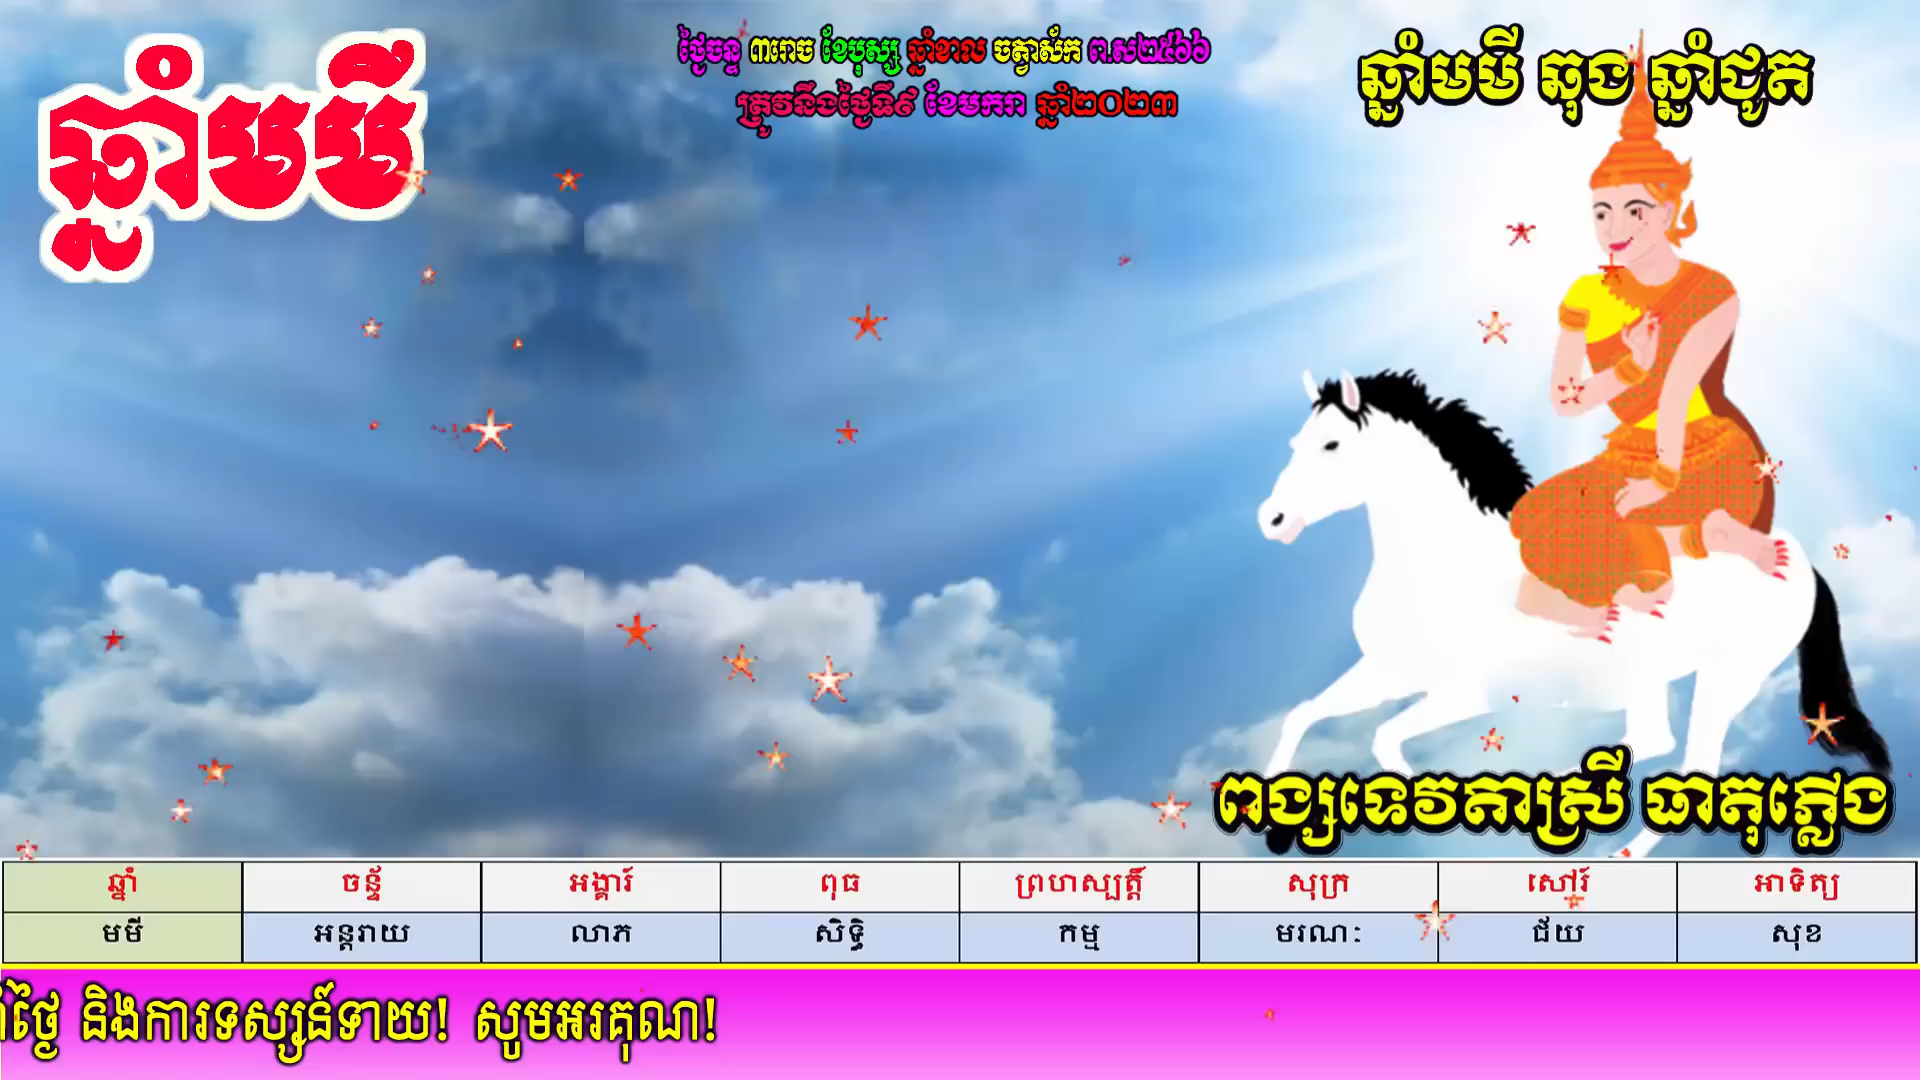 ឆ្នាំមមី
ថ្ងៃចន្ទ ៣រោច ខែបុស្ស ឆ្នាំខាល ចត្វាស័ក ព.ស២៥៦៦
ត្រូវនឹងថ្ងៃទី៩ ខែមករា ឆ្នាំ២០២៣
ឆ្នាំមមី ឆុង ឆ្នាំជូត
ពង្សទេវតាស្រី ធាតុភ្លើង
ឆ្នាំ ចន្ទ័ អង្គារ៍ ពុធ ព្រហស្បត្តិ៍ សុក្រ សៅរ៍ អាទិត្យ
មមី អន្តរាយ លាភ សិទ្ធិ កម្ម មរណៈ ជ័យ សុខ
ថ្ងៃ និងការទស្សន៍ទាយ! សូមអរគុណ!